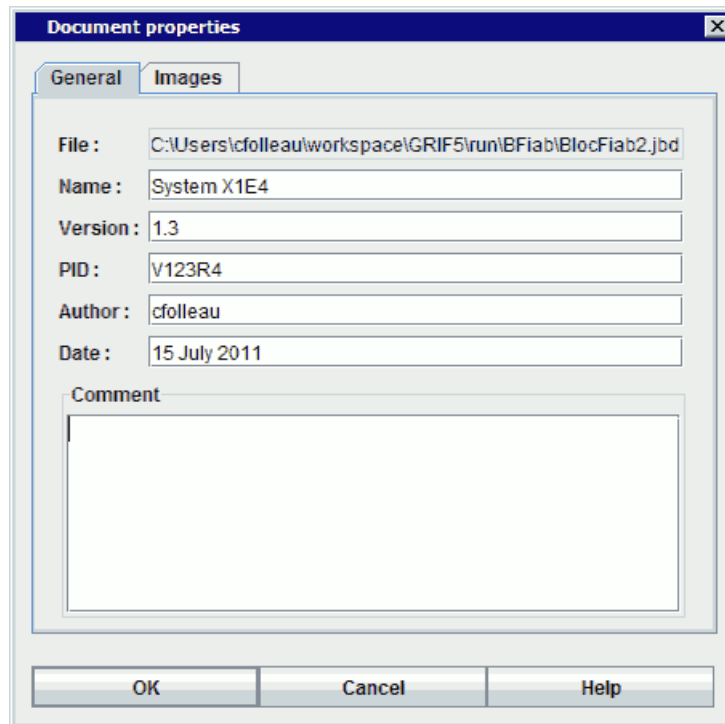 Document properties
General Images
File : C:\Users\cfolleau\workspace\GRIF5\run\BFiab\BlocFiab2.jbd
Name : System X1E4
Version : 1.3
PID : V123R4
Author : cfolleau
Date : 15 July 2011
Comment
OK Cancel Help